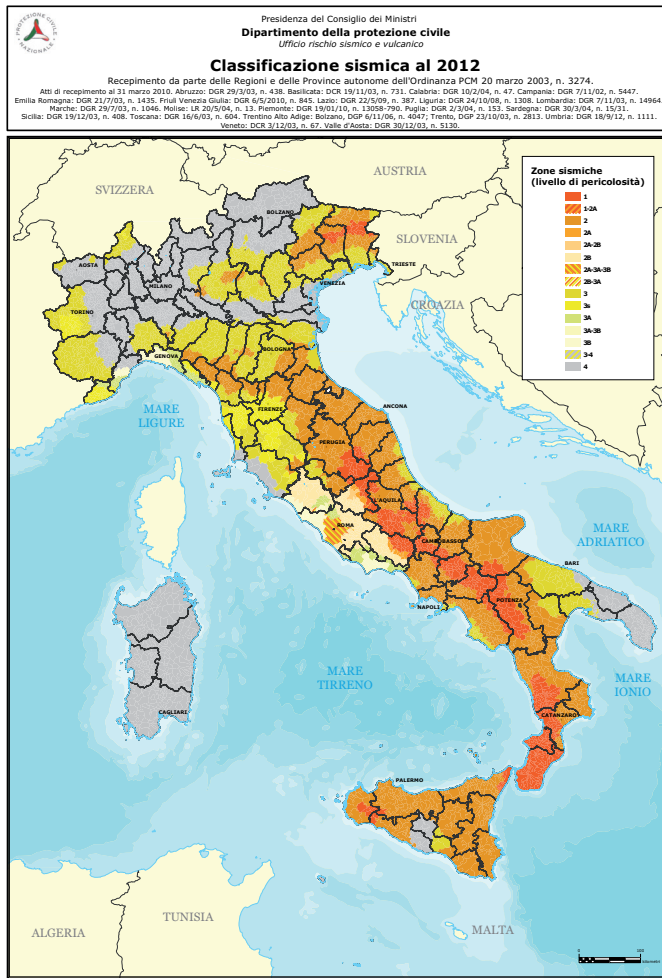 PROTEZIONE CIVILE
NAZIONALE
Presidenza del Consiglio dei Ministri
Dipartimento della protezione civile
Ufficio rischio sismico e vulcanico
Classificazione sismica al 2012
Recepimento da parte delle Regioni e delle Province autonome dell'Ordinanza PCM 20 marzo 2003, n. 3274.
Atti di recepimento al 31 marzo 2010. Abruzzo: DGR 29/3/03, n. 438. Basilicata: DCR 19/11/03, n. 731. Calabria: DGR 10/2/04, n. 47. Campania: DGR 7/11/02, n. 5447.
Emilia Romagna: DGR 21/7/03, n. 1435. Friuli Venezia Giulia: DGR 6/5/2010, n. 845. Lazio: DGR 22/5/09, n. 387. Liguria: DGR 24/10/08, n. 1308. Lombardia: DGR 7/11/03, n. 14964.
Marche: DGR 29/7/03, n. 1046. Molise: LR 20/5/04, n. 13. Piemonte: DGR 19/01/10, n. 13058-790. Puglia: DGR 2/3/04, n. 153. Sardegna: DGR 30/3/04, n. 15/31.
Sicilia: DGR 19/12/03, n. 408. Toscana: DGR 16/6/03, n. 604. Trentino Alto Adige: Bolzano, DGP 6/11/06, n. 4047; Trento, DGP 23/10/03, n. 2813. Umbria: DGR 18/9/12, n. 1111.
Veneto: DCR 3/12/03, n. 67. Valle d'Aosta: DGR 30/12/03, n. 5130.
AUSTRIA
SVIZZERA
Zone sismiche
(livello di pericolosità)
1
1-2A
2
2A
2A-2B
2B
2A-3A-3B
2B-3A
3
3s
3A
3A-3B
3B
3-4
4
BOLZANO
SLOVENIA
AOSTA
TRIESTE
MILANO
VENEZIA
CROAZIA
TORINO
BOLOGNA
GENOVA
FIRENZE
ANCONA
MARE
LIGURE
PERUGIA
L'AQUILA
ROMA
MARE
ADRIATICO
CAMPOBASSO
BARI
NAPOLI
POTENZA
MARE
TIRRENO
MARE
IONIO
CAGLIARI
CATANZARO
PALERMO
ALGERIA
TUNISIA
MALTA